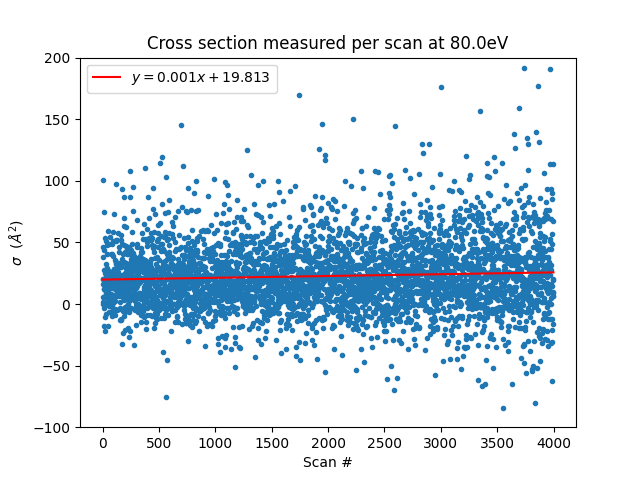 Cross section measured per scan at 80.0eV
y = 0.001x + 19.813
200
150
100
50
0
−50
−100
σ (Å²)
0 500 1000 1500 2000 2500 3000 3500 4000
Scan #